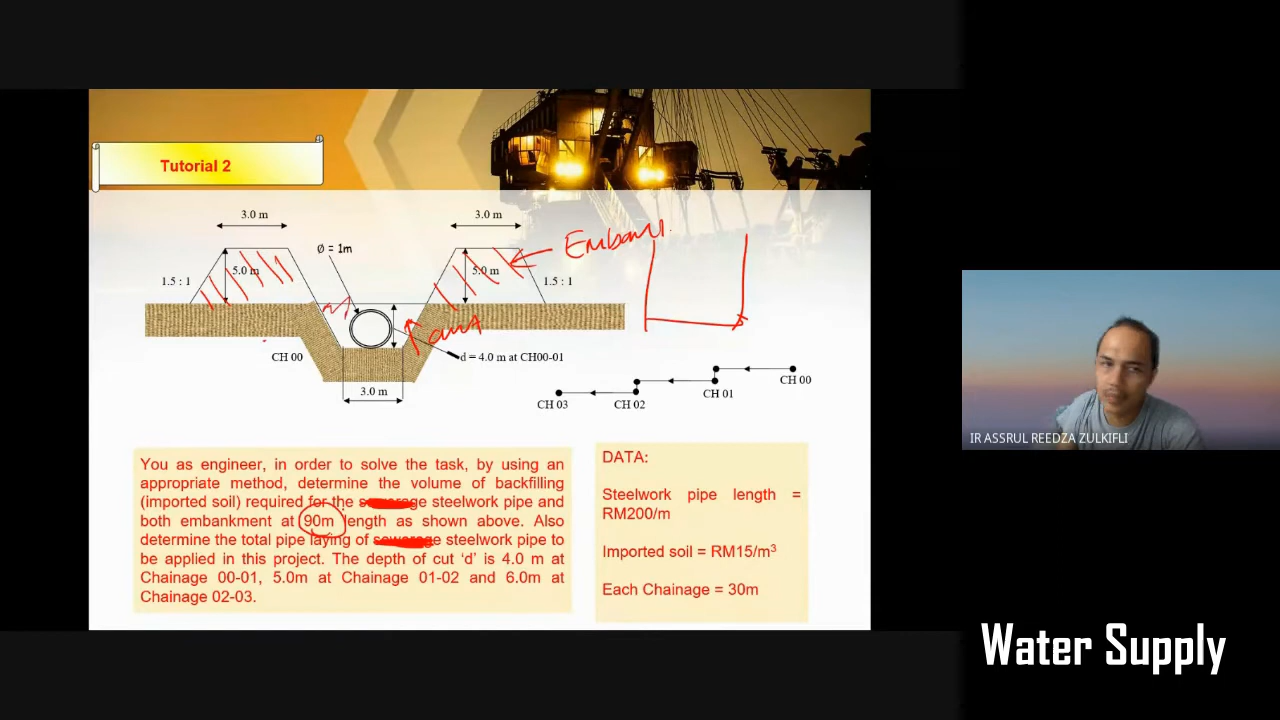 Tutorial 2
3.0 m
3.0 m
Ø = 1m
1.5 : 1
5.0 m
5.0 m
1.5 : 1
CH 00
d = 4.0 m at CH00-01
3.0 m
CH 00
CH 01
CH 02
CH 03
You as engineer, in order to solve the task, by using an
appropriate method, determine the volume of backfilling
(imported soil) required for the steelwork pipe and
both embankment at 90m length as shown above. Also
determine the total pipe laying of sewerage steelwork pipe to
be applied in this project. The depth of cut ‘d’ is 4.0 m at
Chainage 00-01, 5.0m at Chainage 01-02 and 6.0m at
Chainage 02-03.
DATA:
Steelwork pipe length =
RM200/m
Imported soil = RM15/m³
Each Chainage = 30m
IR ASSRUL REEDZA ZULKIFLI
Water Supply